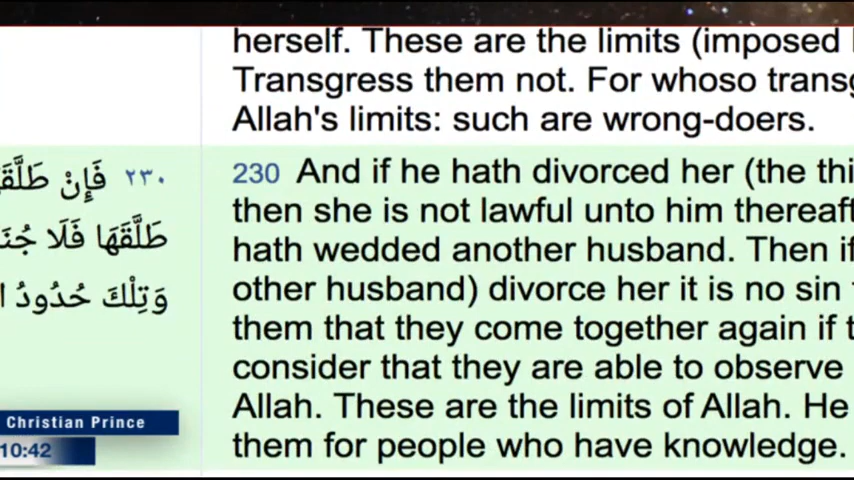 herself. These are the limits (imposed
Transgress them not. For whoso
Allah's limits: such are wrong-doers.
230 And if he hath divorced her (the
then she is not lawful unto him
hath wedded another husband. Then if
other husband) divorce her it is no sin
them that they come together again if
consider that they are able to observe
Allah. These are the limits of Allah. He
them for people who have knowledge.
٢٣٠ فَإِنْ
طَلَّقَهَا فَلَا
وَتِلْكَ حُدُودُ
Christian Prince
10:42